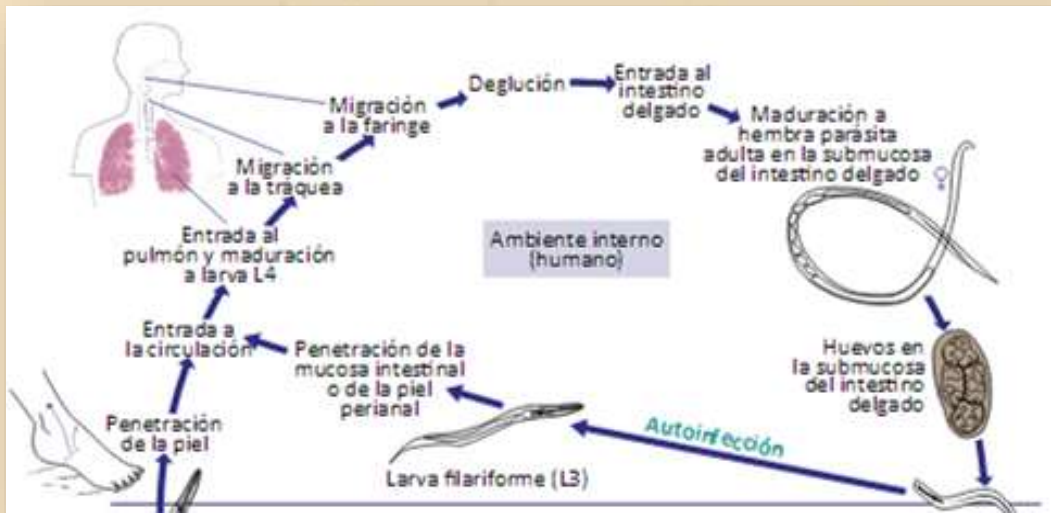 Deglución
Entrada al
intestino
delgado
Migración
a la faringe
Maduración a
hembra parásita
adulta en la submucosa
del intestino delgado ♀
Migración
a la tráquea
Entrada al
pulmón y maduración
a larva L4
Ambiente interno
(humano)
Entrada a
la circulación
Penetración de la
mucosa intestinal
o de la piel
perianal
Huevos en
la submucosa
del intestino
delgado
Penetración
de la piel
Autoinfección
Larva filariforme (L3)